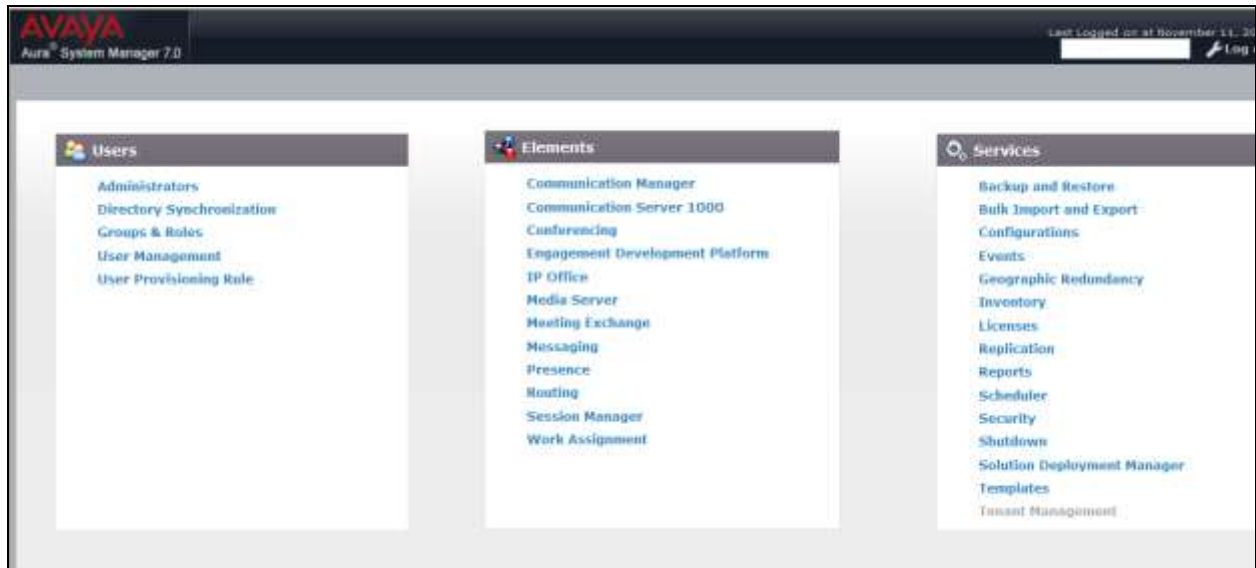 AVAYA
Aura® System Manager 7.0
Last Logged on at November 11, 20
Log
Users
Administrators
Directory Synchronization
Groups & Roles
User Management
User Provisioning Rule
Elements
Communication Manager
Communication Server 1000
Conferencing
Engagement Development Platform
IP Office
Media Server
Meeting Exchange
Messaging
Presence
Routing
Session Manager
Work Assignment
Services
Backup and Restore
Bulk Import and Export
Configurations
Events
Geographic Redundancy
Inventory
Licenses
Replication
Reports
Scheduler
Security
Shutdown
Solution Deployment Manager
Templates
Tenant Management